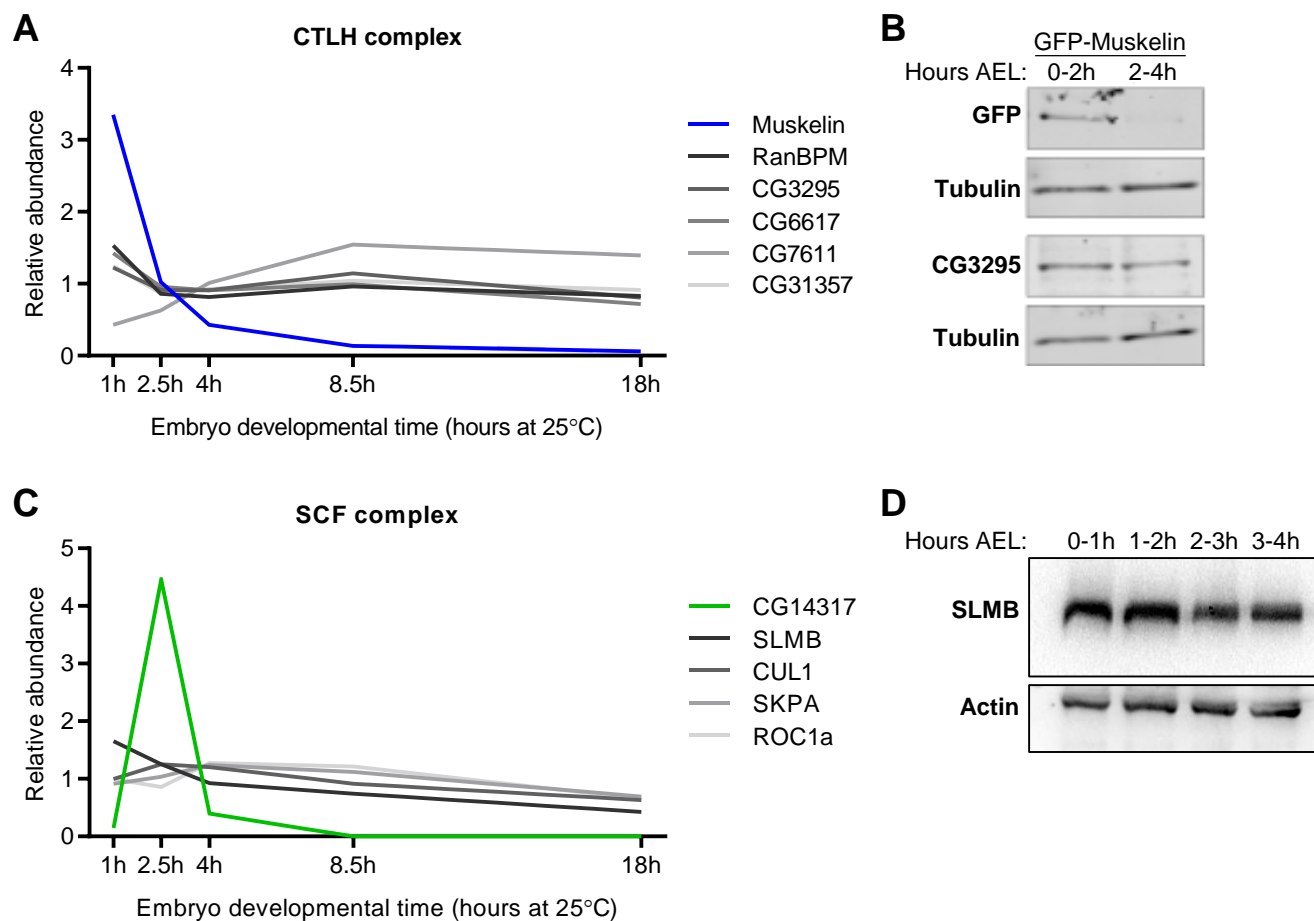 A
CTLH complex
Relative abundance
4
3
2
1
0
1h 2.5h 4h 8.5h 18h
Embryo developmental time (hours at 25°C)
Muskelin
RanBPM
CG3295
CG6617
CG7611
CG31357
B
GFP-Muskelin
Hours AEL: 0-2h 2-4h
GFP
Tubulin
CG3295
Tubulin
C
SCF complex
Relative abundance
5
4
3
2
1
0
1h 2.5h 4h 8.5h 18h
Embryo developmental time (hours at 25°C)
CG14317
SLMB
CUL1
SKPA
ROC1a
D
Hours AEL: 0-1h 1-2h 2-3h 3-4h
SLMB
Actin